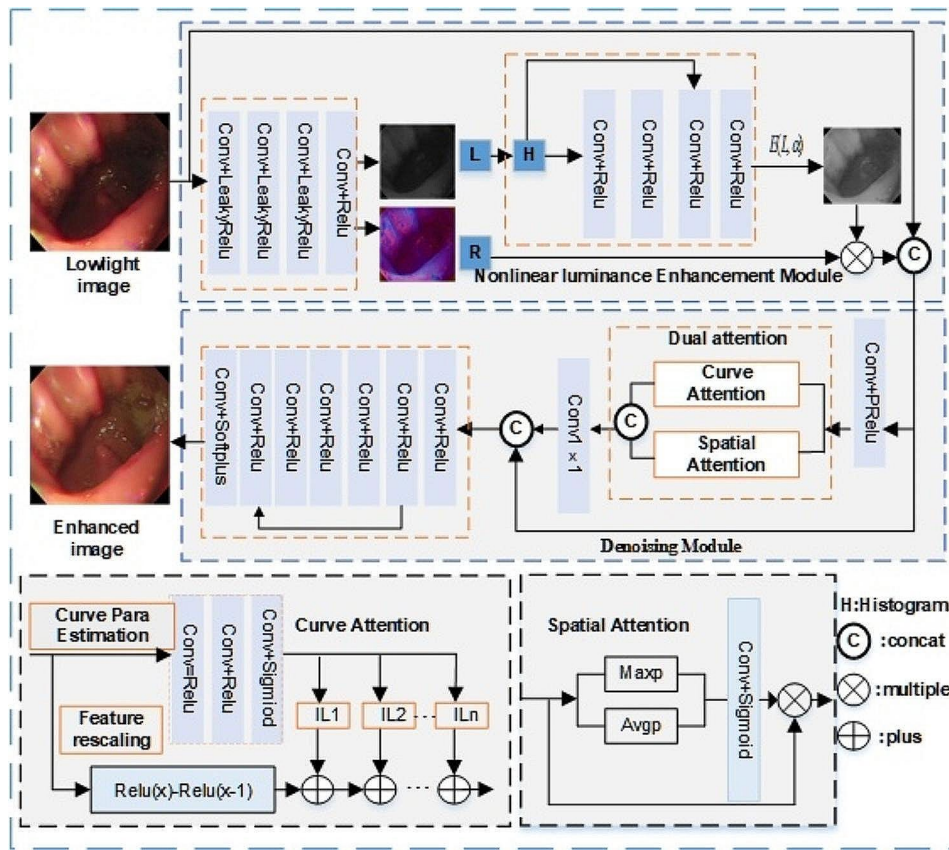 Lowlight
image
Conv+LeakyRelu
Conv+LeakyRelu
Conv+LeakyRelu
Conv+Relu
L
H
R
Conv+Relu
Conv+Relu
Conv+Relu
Conv+Relu
E(L,α)
C
Nonlinear luminance Enhancement Module
Enhanced
image
Conv+Softplus
Conv+Relu
Conv+Relu
Conv+Relu
Conv+Relu
Conv+Relu
Conv+Relu
C
Conv1 × 1
C
Dual attention
Curve
Attention
Spatial
Attention
Conv+PRelu
Denoising Module
Curve Para
Estimation
Conv=Relu
Conv+Relu
Conv+Sigmiod
Curve Attention
Feature
rescaling
IL1
IL2
ILn
Relu(x)-Relu(x-1)
Spatial Attention
Maxp
Avgp
Conv+Sigmoid
H:Histogram
C :concat
:multiple
:plus